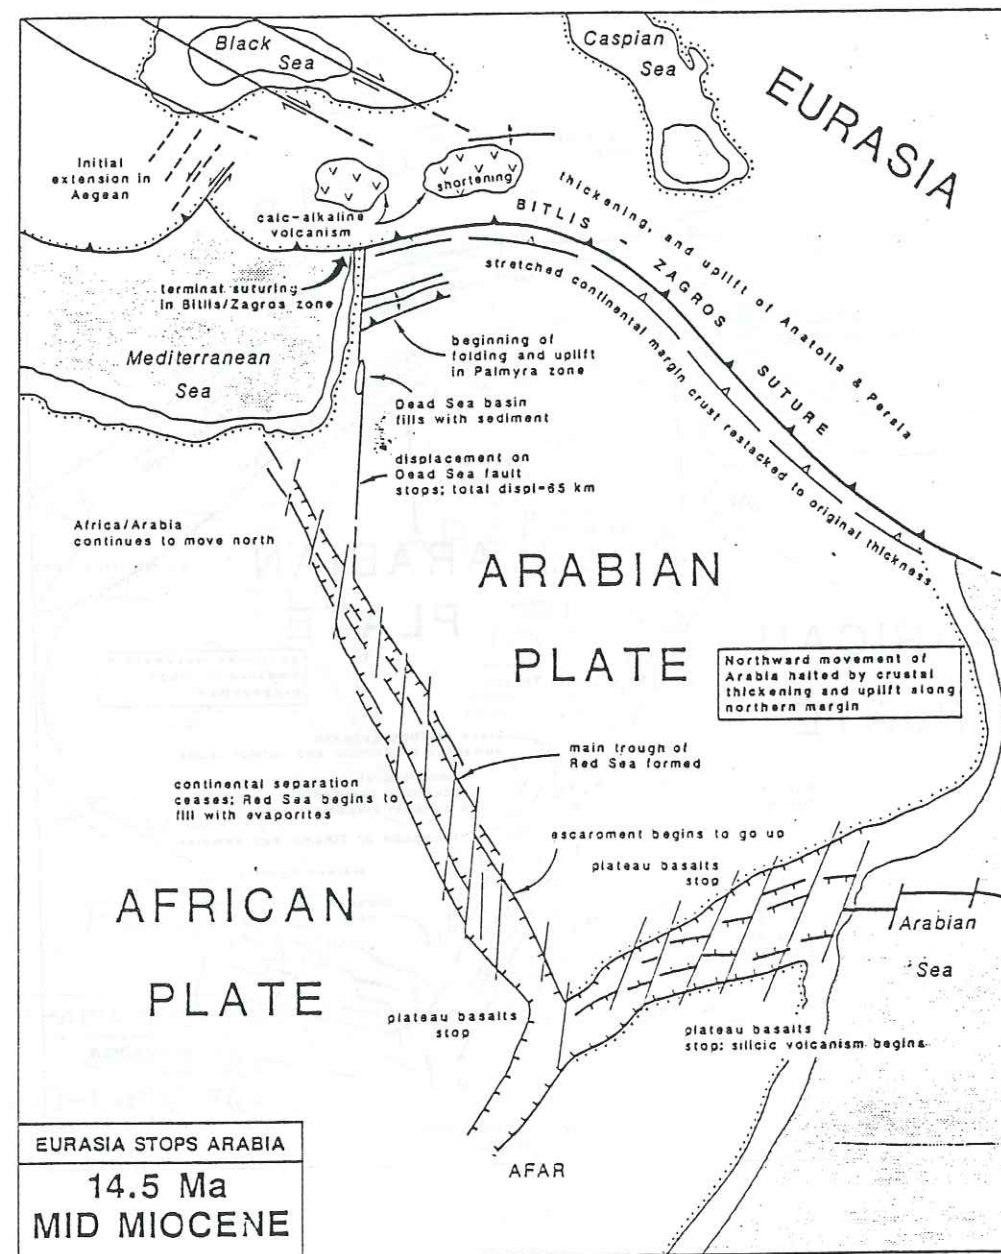 Black
Sea
Caspian
Sea
EURASIA
Initial
extension in
Aegean
shortening
calc-alkaline
volcanism
BITLIS - ZAGROS SUTURE
thickening, and uplift of Anatolia & Persia
stretched continental margin crust restacked to original thickness
terminal suturing
in Bitlis/Zagros zone
Mediterranean
Sea
beginning of
folding and uplift
in Palmyra zone
Dead Sea basin
fills with sediment
displacement on
Dead Sea fault
stops; total displ=65 km
Africa/Arabia
continues to move north
ARABIAN
PLATE
Northward movement of
Arabia halted by crustal
thickening and uplift along
northern margin
main trough of
Red Sea formed
continental separation
ceases; Red Sea begins to
fill with evaporites
escarpment begins to go up
plateau basalts
stop
AFRICAN
PLATE
Arabian
Sea
plateau basalts
stop
plateau basalts
stop; silicic volcanism begins
AFAR
EURASIA STOPS ARABIA
14.5 Ma
MID MIOCENE